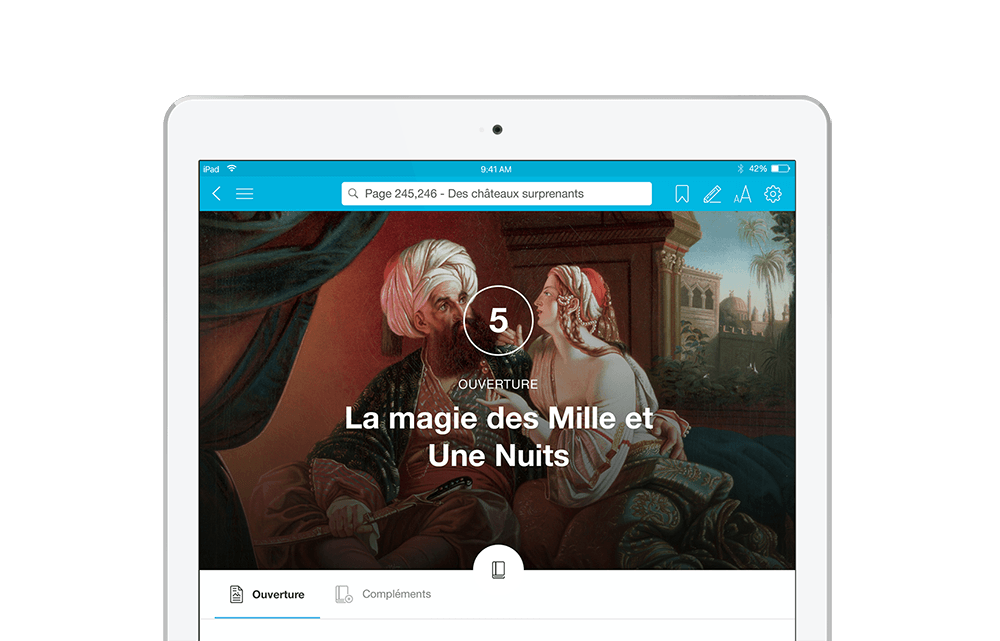 iPad 9:41 AM 42%
Page 245,246 - Des châteaux surprenants
AA
5
OUVERTURE
La magie des Mille et
Une Nuits
Ouverture
Compléments